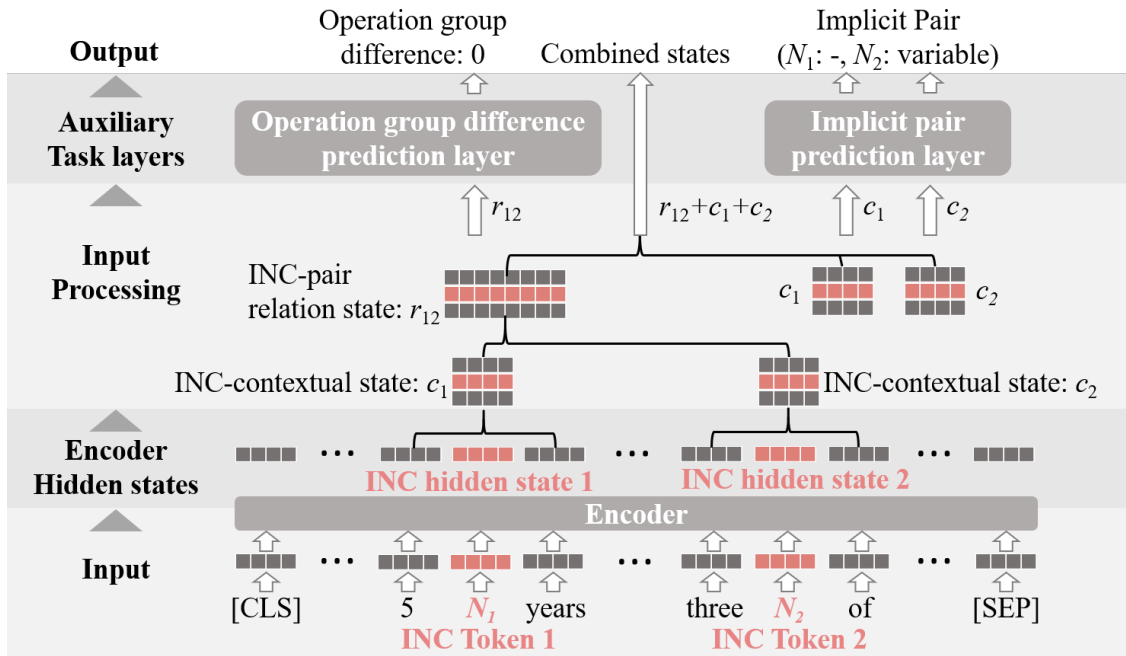 Output
Operation group
difference: 0
Combined states
Implicit Pair
(N₁: -, N₂: variable)
Auxiliary
Task layers
Operation group difference
prediction layer
Implicit pair
prediction layer
r₁₂
r₁₂+c₁+c₂
c₁
c₂
Input
Processing
INC-pair
relation state: r₁₂
c₁
c₂
INC-contextual state: c₁
INC-contextual state: c₂
Encoder
Hidden states
...
...
...
INC hidden state 1
INC hidden state 2
Encoder
Input
...
...
...
[CLS] 5 N₁ years three N₂ of [SEP]
INC Token 1
INC Token 2